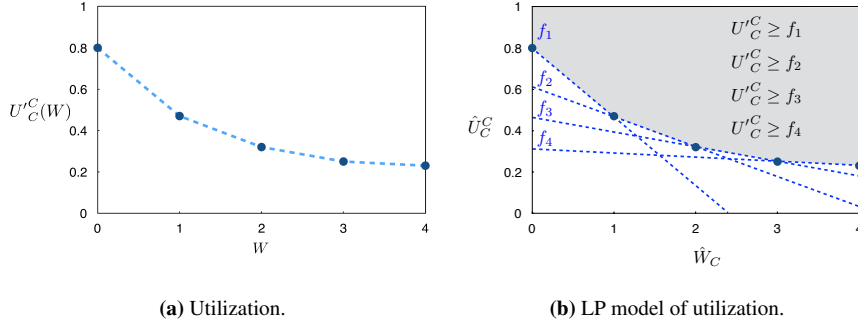 1
0.8
0.6
0.4
0.2
0
U'^C_C(W)
0 1 2 3 4
W
(a) Utilization.
1
0.8
0.6
0.4
0.2
0
Û^C_C
f_1
f_2
f_3
f_4
U'^C_C ≥ f_1
U'^C_C ≥ f_2
U'^C_C ≥ f_3
U'^C_C ≥ f_4
0 1 2 3 4
Ŵ_C
(b) LP model of utilization.